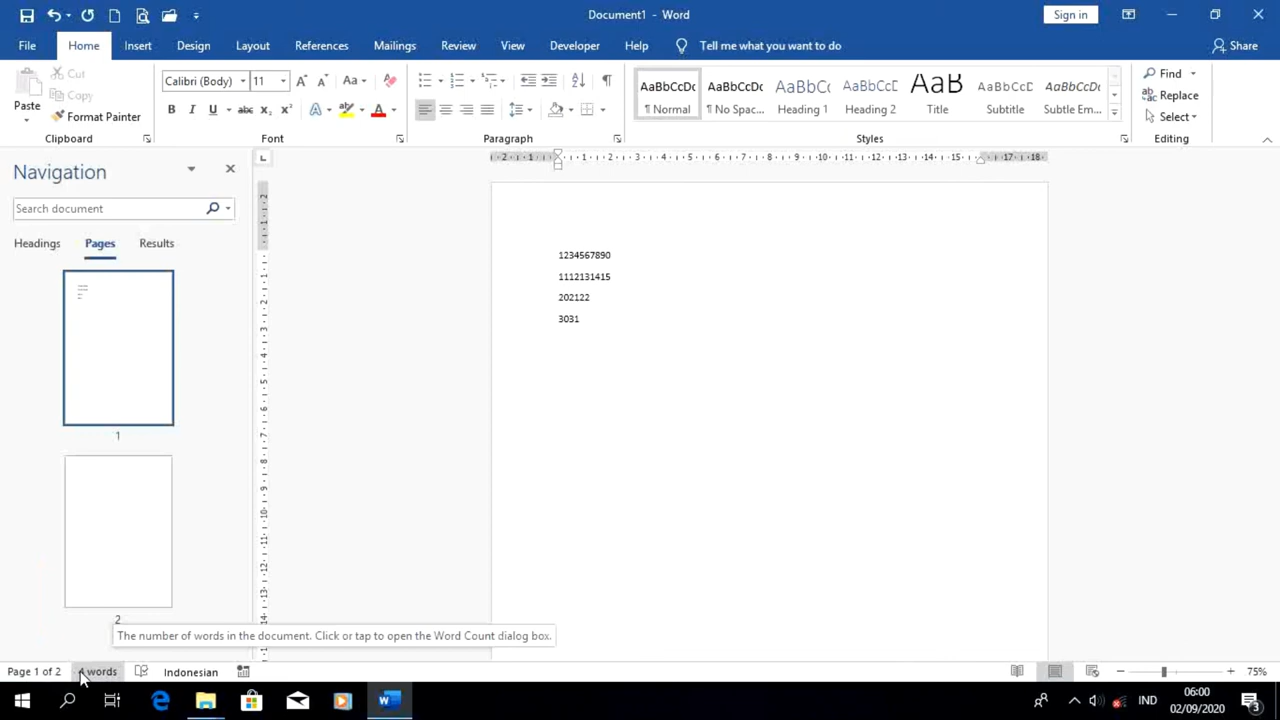 Document1 - Word
Sign in
File Home Insert Design Layout References Mailings Review View Developer Help Tell me what you want to do Share
Paste
Cut
Copy
Format Painter
Clipboard
Calibri (Body) 11
Font
Paragraph
AaBbCcDc AaBbCcDc AaBbCc AaBbCcC AaB AaBbCcC AaBbCcDc
¶ Normal ¶ No Spac... Heading 1 Heading 2 Title Subtitle Subtle Em...
Styles
Find
Replace
Select
Editing
Navigation
Search document
Headings Pages Results
1
2
1234567890
1112131415
202122
3031
The number of words in the document. Click or tap to open the Word Count dialog box.
Page 1 of 2 4 words Indonesian 75%
IND
06:00
02/09/2020
3